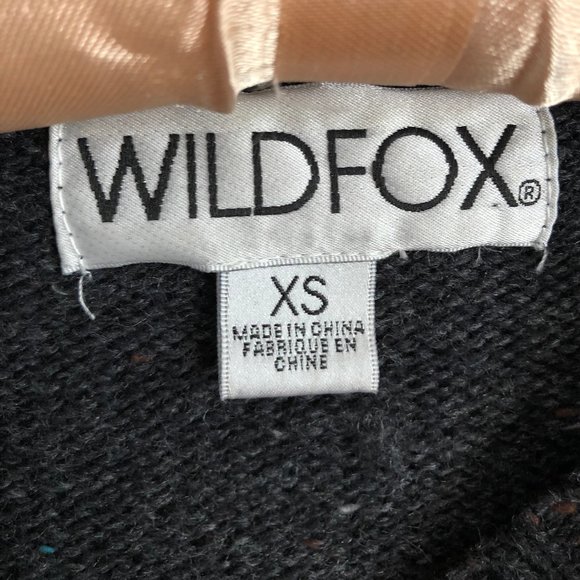 WILDFOX®
XS
MADE IN CHINA
FABRIQUE EN
CHINE